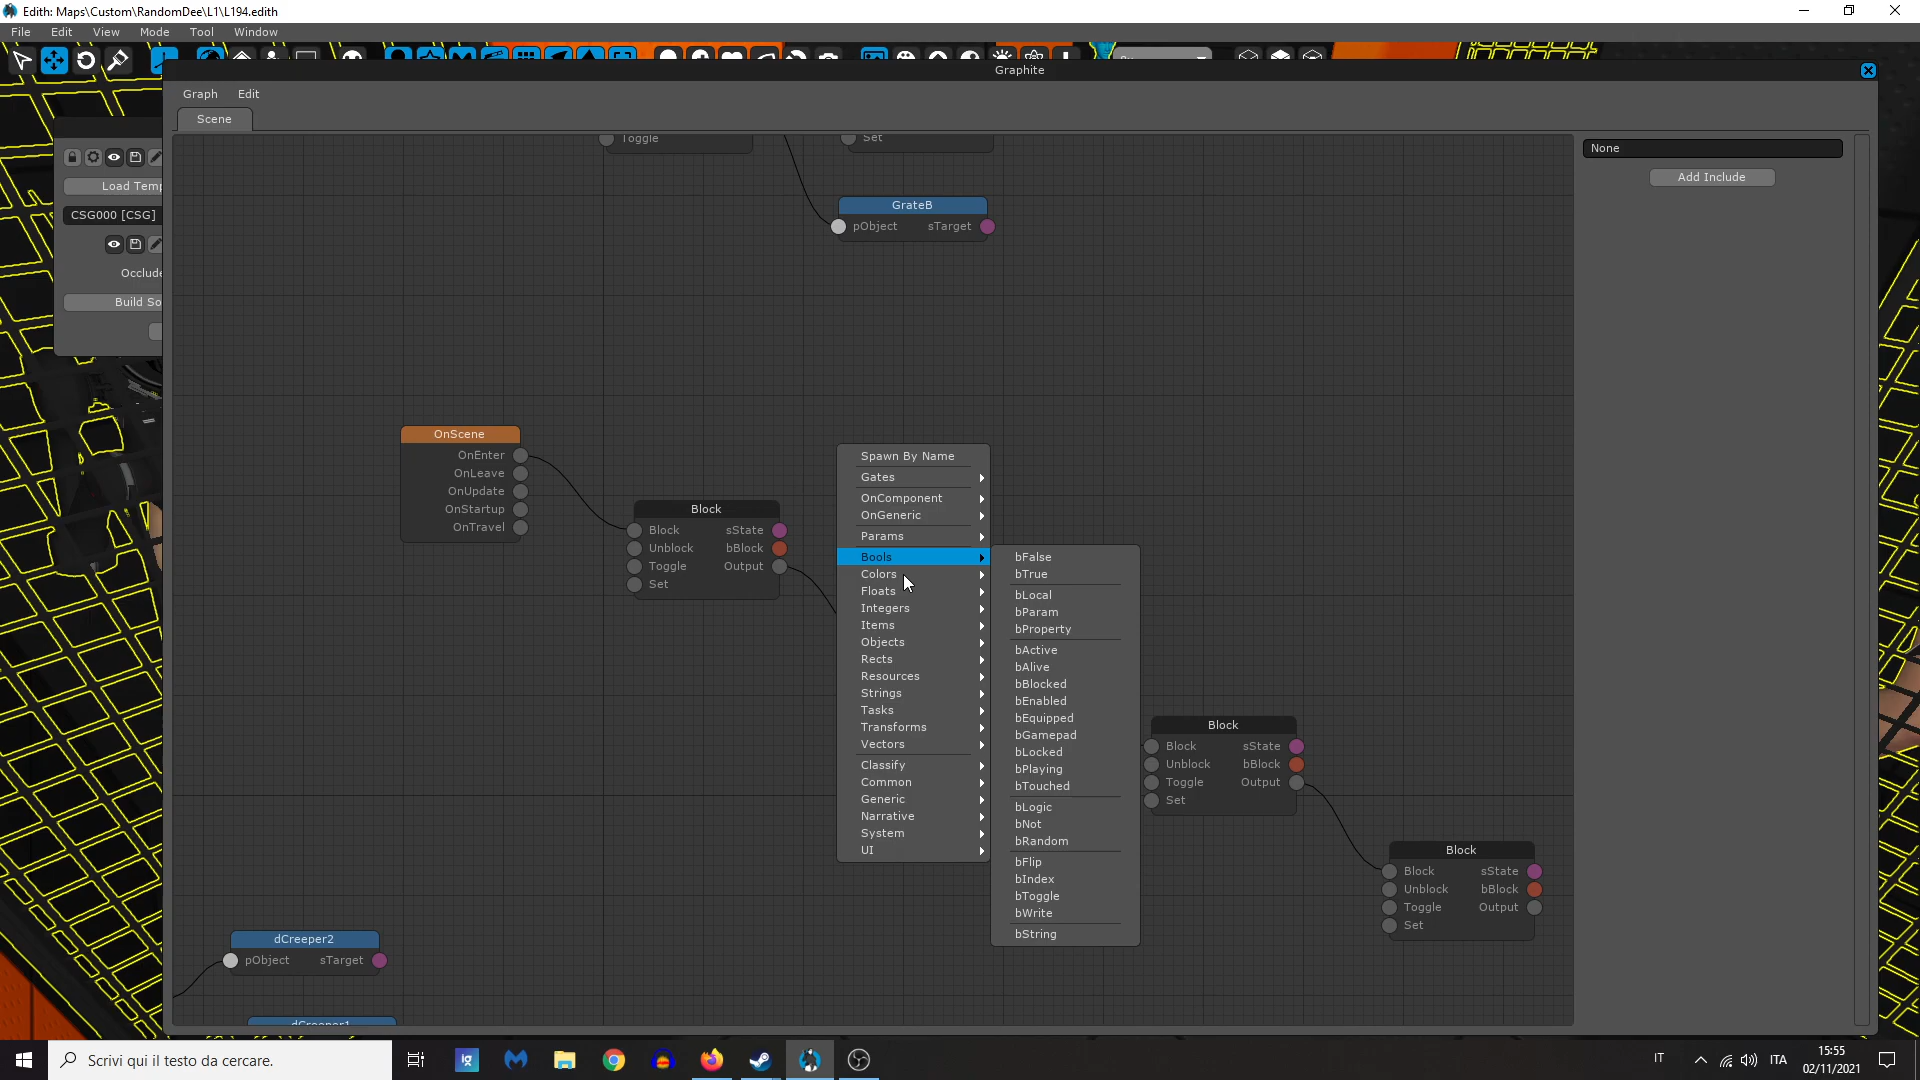 Edith: Maps\Custom\RandomDee\L1\L194.edith
File Edit View Mode Tool Window
Graphite
Graph Edit
Scene
Load Temp
CSG000 [CSG]
Occlude
Build So
None
Add Include
Toggle
Set
GrateB
pObject sTarget
OnScene
OnEnter
OnLeave
OnUpdate
OnStartup
OnTravel
Block
Block sState
Unblock bBlock
Toggle Output
Set
Spawn By Name
Gates
OnComponent
OnGeneric
Params
Bools
Colors
Floats
Integers
Items
Objects
Rects
Resources
Strings
Tasks
Transforms
Vectors
Classify
Common
Generic
Narrative
System
UI
bFalse
bTrue
bLocal
bParam
bProperty
bActive
bAlive
bBlocked
bEnabled
bEquipped
bGamepad
bLocked
bPlaying
bTouched
bLogic
bNot
bRandom
bFlip
bIndex
bToggle
bWrite
bString
Block
Block sState
Unblock bBlock
Toggle Output
Set
Block
Block sState
Unblock bBlock
Toggle Output
Set
dCreeper2
pObject sTarget
dCreeper1
Scrivi qui il testo da cercare.
IT
ITA
15:55
02/11/2021